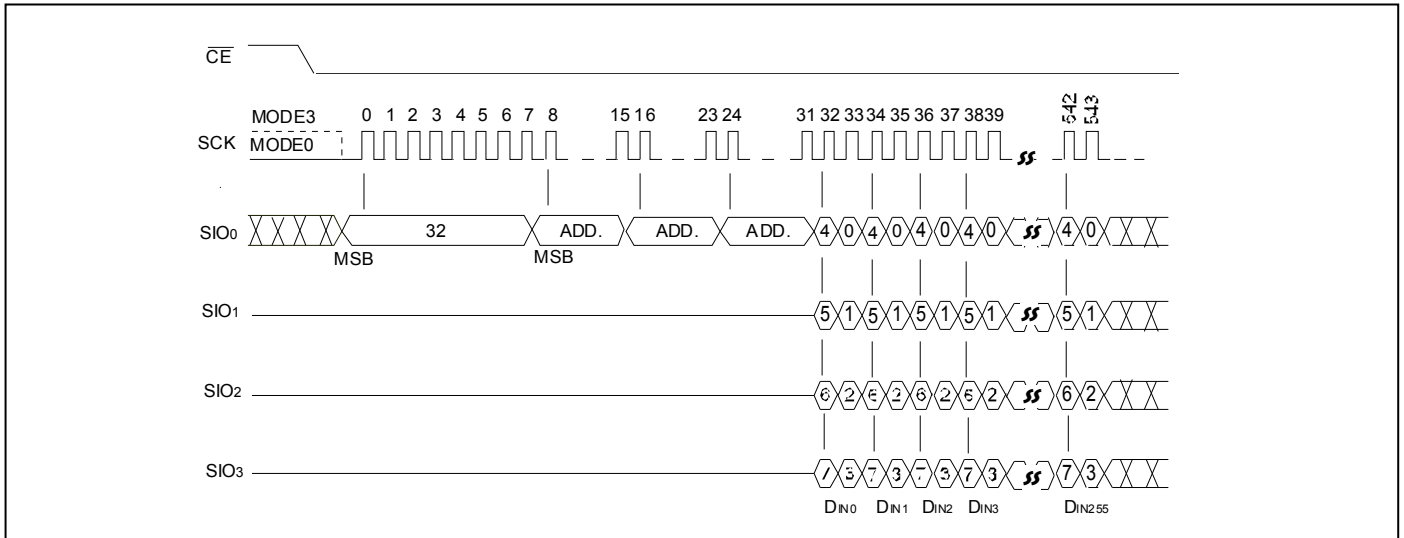 CE
MODE3 0 1 2 3 4 5 6 7 8 15 16 23 24 31 32 33 34 35 36 37 38 39 542 543
SCK MODE0
SIO0 32 ADD. ADD. ADD. 4 0 4 0 4 0 4 0 SS 4 0
MSB MSB
SIO1 5 1 5 1 5 1 5 1 SS 5 1
SIO2 6 2 6 2 6 2 6 2 SS 6 2
SIO3 7 3 7 3 7 3 7 3 SS 7 3
DIN0 DIN1 DIN2 DIN3 DIN255